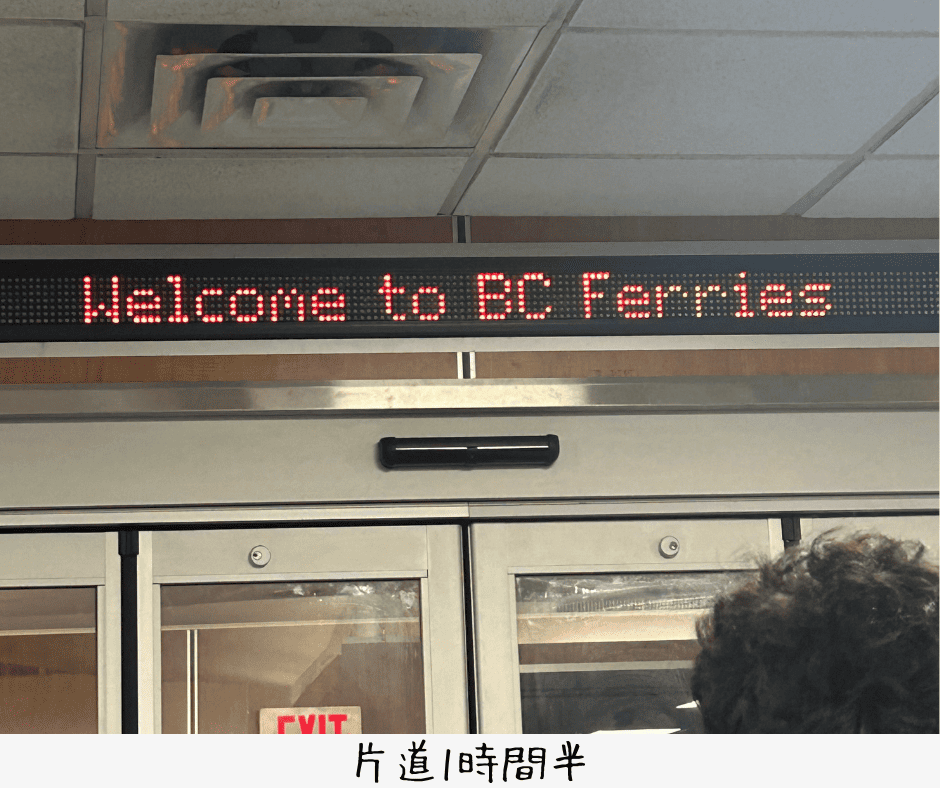 Welcome to BC Ferries
EXIT
片道1時間半